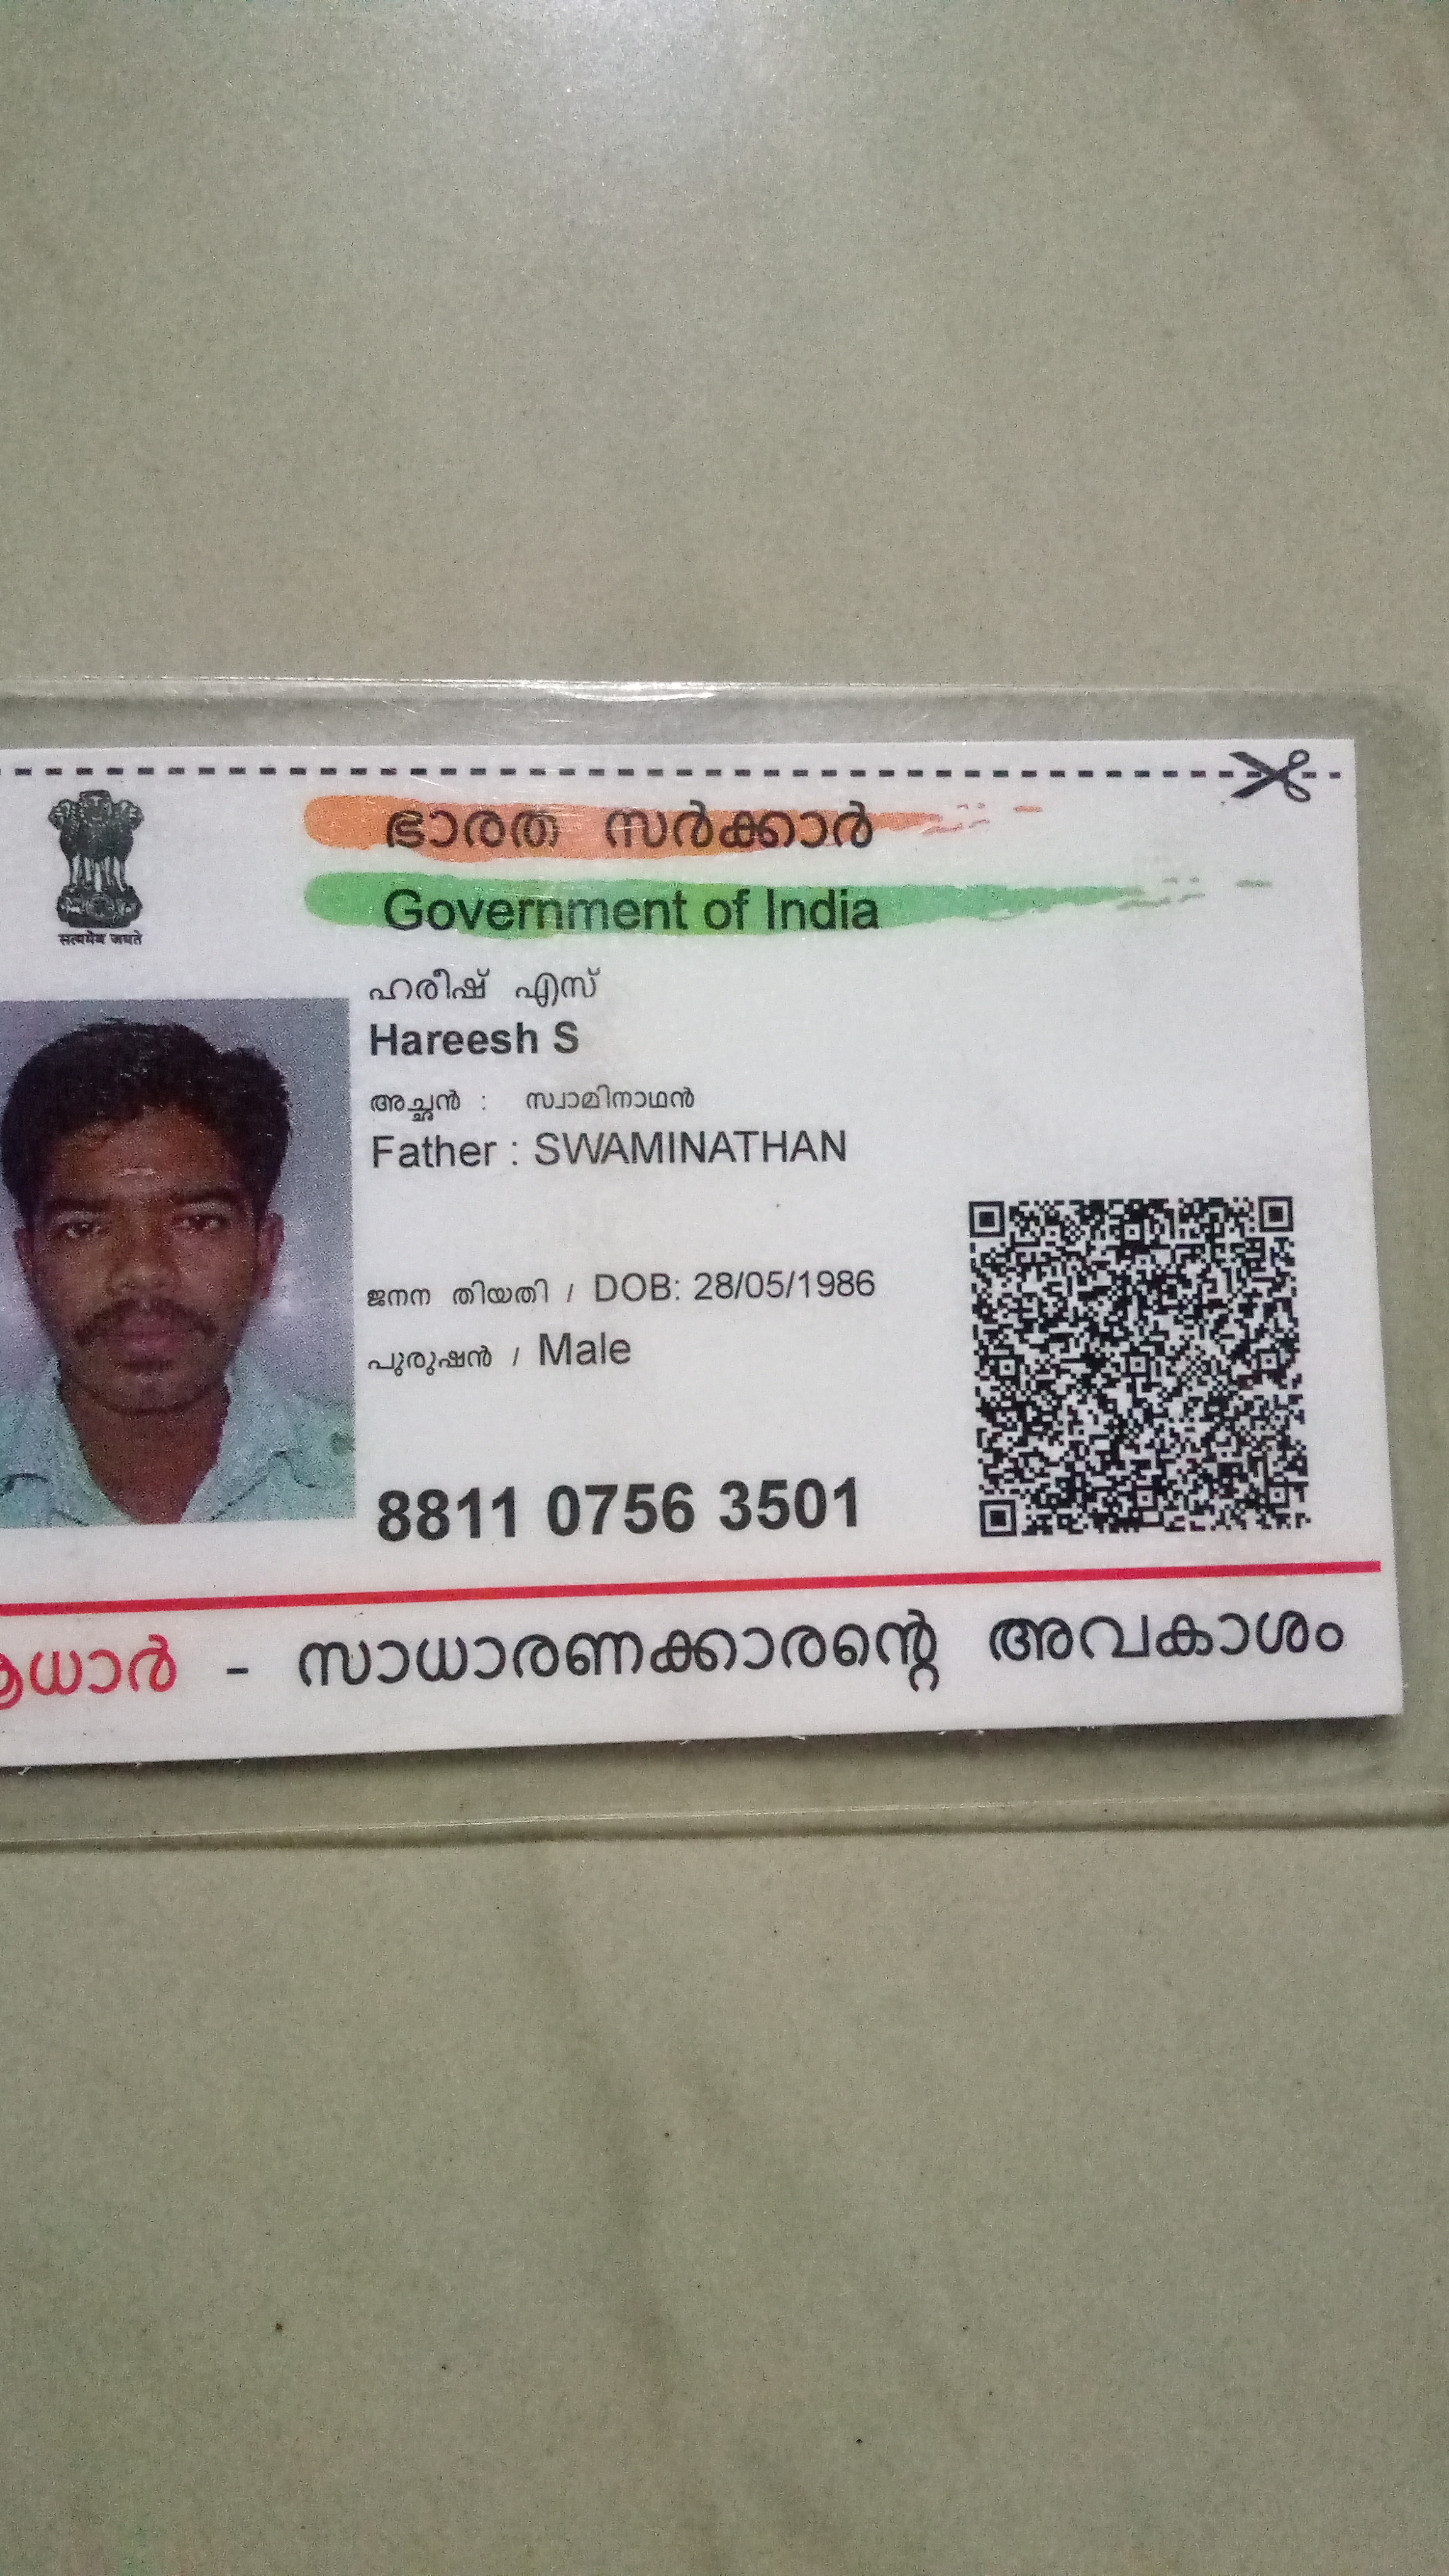 ഭാരത സർക്കാർ
Government of India
सत्यमेव जयते
ഹരീഷ് എസ്
Hareesh S
അച്ഛൻ : സ്വാമിനാഥൻ
Father : SWAMINATHAN
ജനന തിയതി / DOB: 28/05/1986
പുരുഷൻ / Male
8811 0756 3501
ആധാർ - സാധാരണക്കാരന്റെ അവകാശം